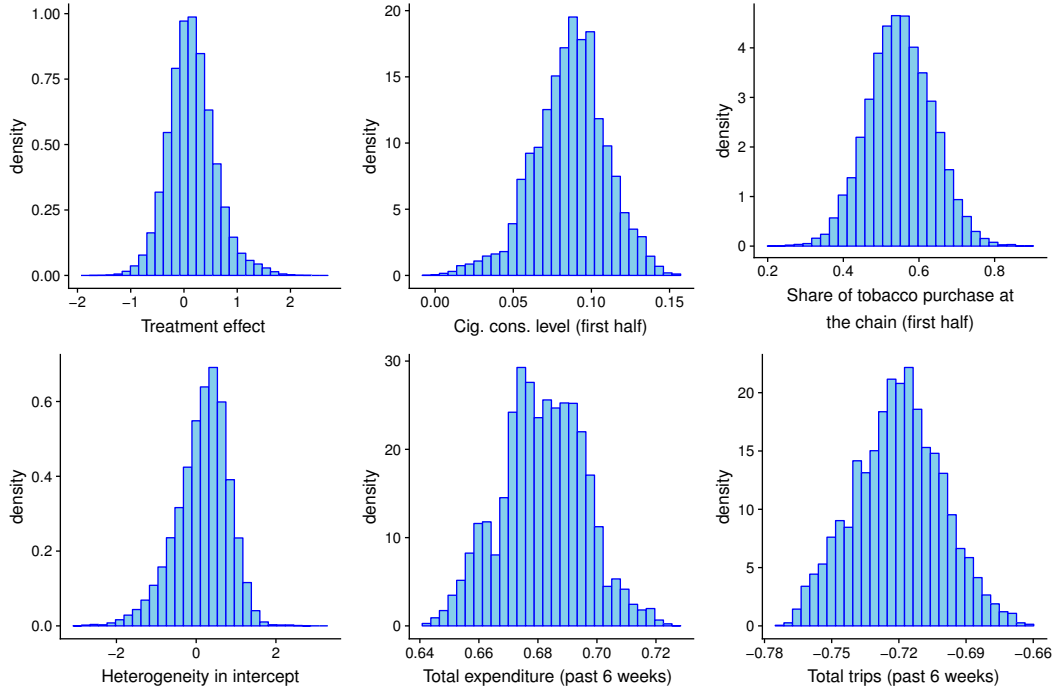 density
1.00
0.75
0.50
0.25
0.00
−2 −1 0 1 2
Treatment effect
density
20
15
10
5
0
0.00 0.05 0.10 0.15
Cig. cons. level (first half)
density
4
3
2
1
0
0.2 0.4 0.6 0.8
Share of tobacco purchase at
the chain (first half)
density
0.6
0.4
0.2
0.0
−2 0 2
Heterogeneity in intercept
density
30
20
10
0
0.64 0.66 0.68 0.70 0.72
Total expenditure (past 6 weeks)
density
20
15
10
5
0
−0.78 −0.75 −0.72 −0.69 −0.66
Total trips (past 6 weeks)